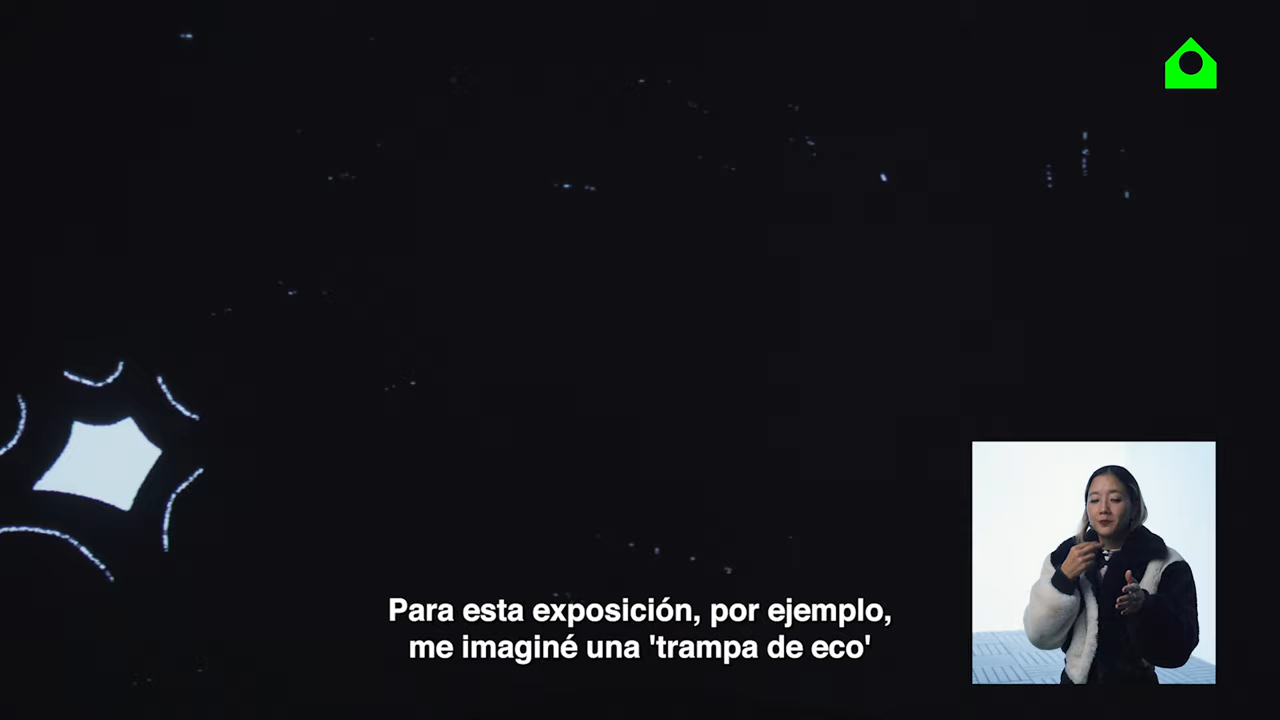 Para esta exposición, por ejemplo,
me imaginé una 'trampa de eco'